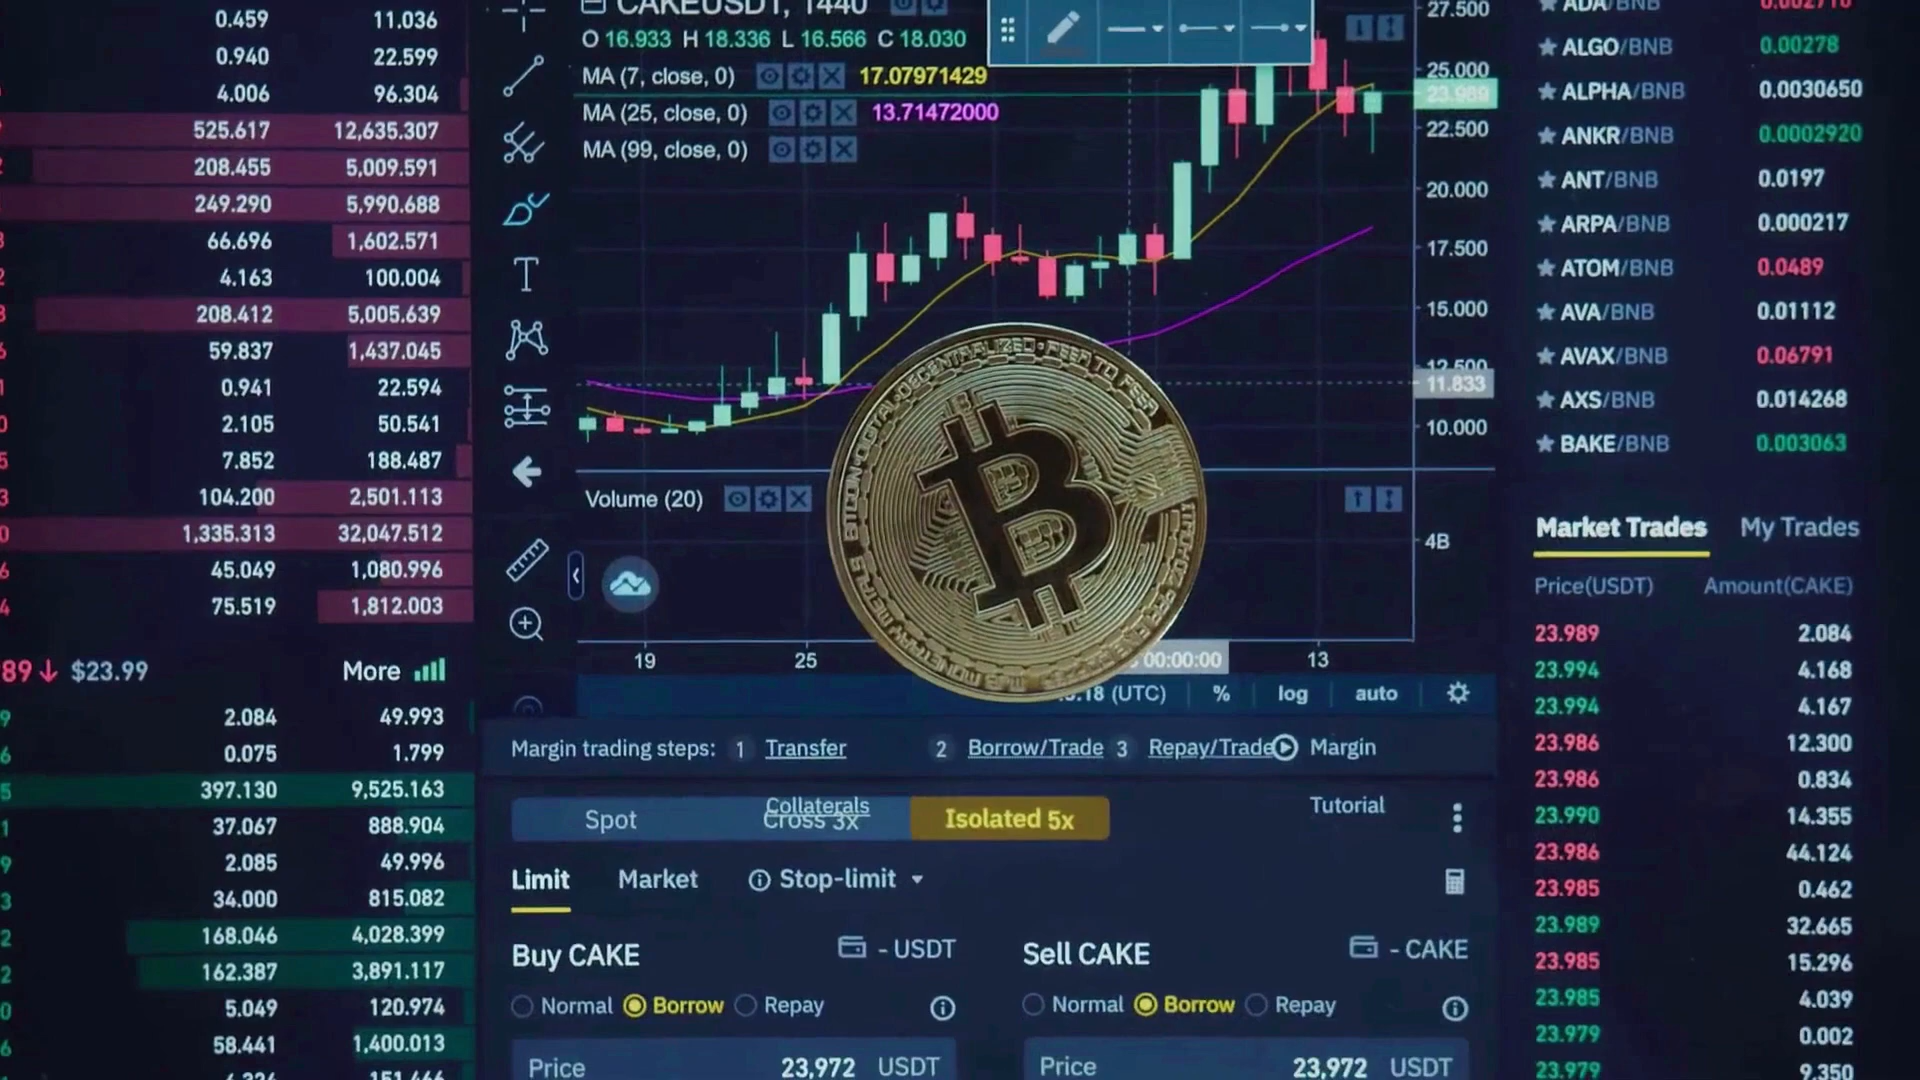 0.459 11.036
0.940 22.599
4.006 96.304
525.617 12,635.307
208.455 5,009.591
249.290 5,990.688
66.696 1,602.571
4.163 100.004
208.412 5,005.639
59.837 1,437.045
0.941 22.594
2.105 50.541
7.852 188.487
104.200 2,501.113
1,335.313 32,047.512
45.049 1,080.996
75.519 1,812.003
89 $23.99 More
2.084 49.993
0.075 1.799
397.130 9,525.163
37.067 888.904
2.085 49.996
34.000 815.082
168.046 4,028.399
162.387 3,891.117
5.049 120.974
58.441 1,400.013
CAKEUSDT, 1440
O 16.933 H 18.336 L 16.566 C 18.030
MA (7, close, 0) 17.07971429
MA (25, close, 0) 13.71472000
MA (99, close, 0)
27.500
25.000
23.989
22.500
20.000
17.500
15.000
12.500
11.833
10.000
Volume (20)
4B
19 25 00:00:00 13
(UTC) % log auto
BITCOIN DIGITAL DECENTRALIZED PEER TO PEER
B
Margin trading steps: 1 Transfer 2 Borrow/Trade 3 Repay/Trade Margin
Collaterals Tutorial
Spot Cross 3x Isolated 5x
Limit Market Stop-limit
Buy CAKE - USDT Sell CAKE - CAKE
Normal Borrow Repay Normal Borrow Repay
Price 23,972 USDT Price 23,972 USDT
ADA/BNB
ALGO/BNB 0.00278
ALPHA/BNB 0.0030650
ANKR/BNB 0.0002920
ANT/BNB 0.0197
ARPA/BNB 0.000217
ATOM/BNB 0.0489
AVA/BNB 0.01112
AVAX/BNB 0.06791
AXS/BNB 0.014268
BAKE/BNB 0.003063
Market Trades My Trades
Price(USDT) Amount(CAKE)
23.989 2.084
23.994 4.168
23.994 4.167
23.986 12.300
23.986 0.834
23.990 14.355
23.986 44.124
23.985 0.462
23.989 32.665
23.985 15.296
23.985 4.039
23.979 0.002
23.979 9.350